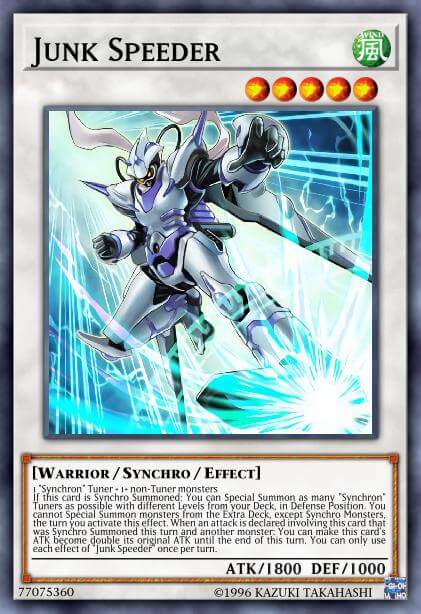 JUNK SPEEDER
WIND
風
[WARRIOR / SYNCHRO / EFFECT]
1 "Synchron" Tuner + 1+ non-Tuner monsters
If this card is Synchro Summoned: You can Special Summon as many "Synchron"
Tuners as possible with different Levels from your Deck, in Defense Position. You
cannot Special Summon monsters from the Extra Deck, except Synchro Monsters,
the turn you activate this effect. When an attack is declared involving this card that
was Synchro Summoned this turn and another monster: You can make this card's
ATK become double its original ATK until the end of this turn. You can only use
each effect of "Junk Speeder" once per turn.
ATK/1800 DEF/1000
77075360
©1996 KAZUKI TAKAHASHI